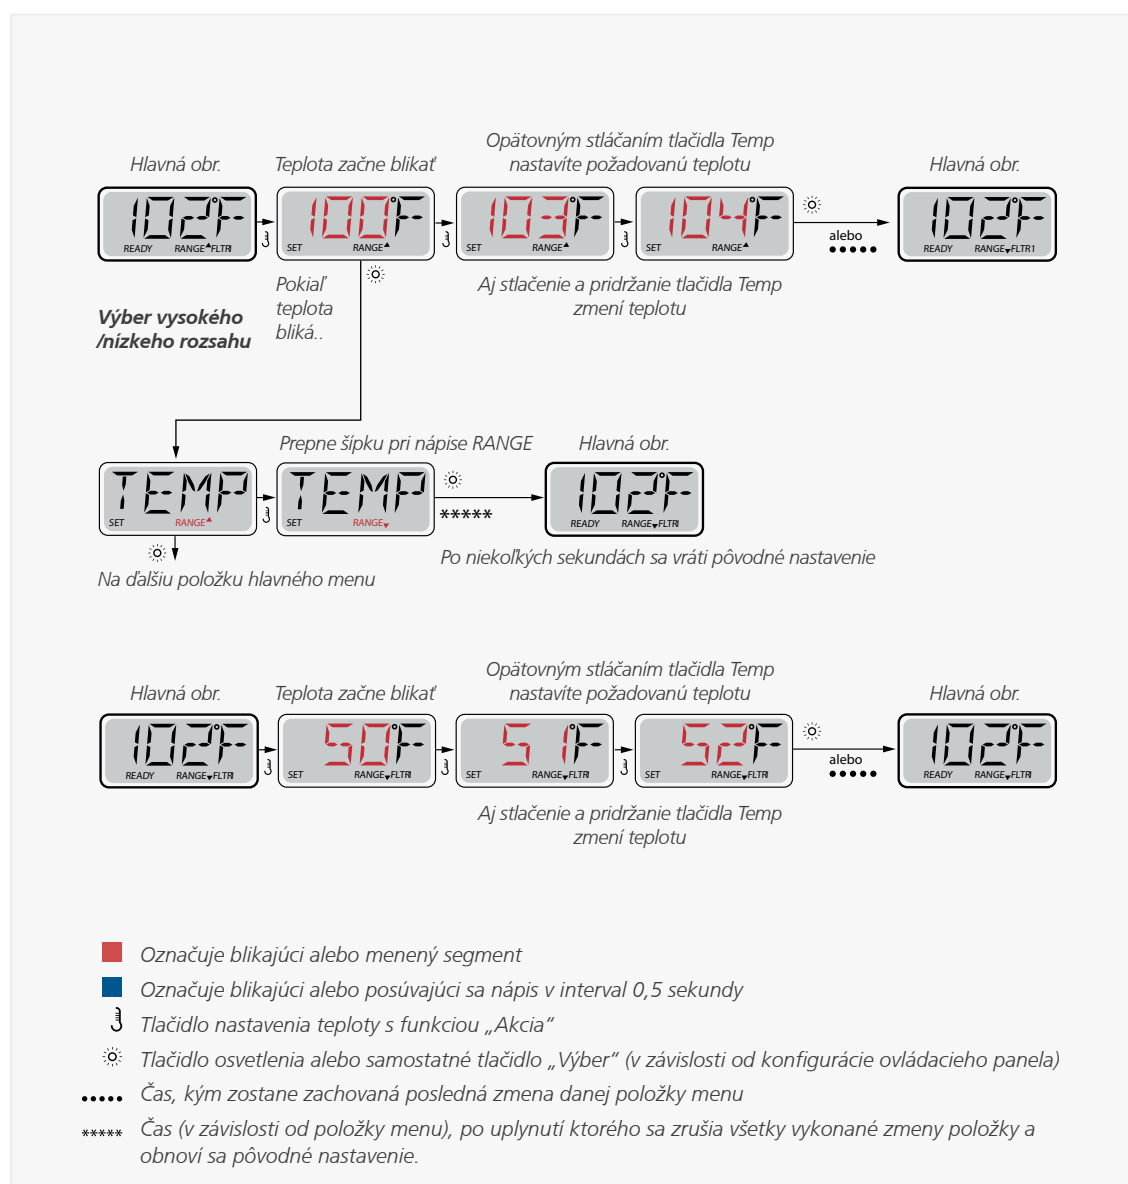 Opätovným stláčaním tlačidla Temp
Hlavná obr. Teplota začne blikať nastavíte požadovanú teplotu Hlavná obr.
102°F 100°F 103°F 104°F 102°F
READY RANGE FLTR1 SET RANGE SET RANGE SET RANGE READY RANGE FLTR1
alebo
Pokiaľ
teplota
bliká..
Aj stlačenie a pridržanie tlačidla Temp
zmení teplotu
Výber vysokého
/nízkeho rozsahu
Prepne šípku pri nápise RANGE Hlavná obr.
TEMP TEMP 102°F
SET RANGE SET RANGE READY RANGE FLTR1
*****
Po niekoľkých sekundách sa vráti pôvodné nastavenie
Na ďalšiu položku hlavného menu
Opätovným stláčaním tlačidla Temp
Hlavná obr. Teplota začne blikať nastavíte požadovanú teplotu Hlavná obr.
102°F 50°F 51°F 52°F 102°F
READY RANGE FLTR1 SET RANGE FLTR1 SET RANGE FLTR1 SET RANGE FLTR1 READY RANGE FLTR1
alebo
Aj stlačenie a pridržanie tlačidla Temp
zmení teplotu
Označuje blikajúci alebo menený segment
Označuje blikajúci alebo posúvajúci sa nápis v interval 0,5 sekundy
Tlačidlo nastavenia teploty s funkciou „Akcia“
Tlačidlo osvetlenia alebo samostatné tlačidlo „Výber“ (v závislosti od konfigurácie ovládacieho panela)
••••• Čas, kým zostane zachovaná posledná zmena danej položky menu
***** Čas (v závislosti od položky menu), po uplynutí ktorého sa zrušia všetky vykonané zmeny položky a
obnoví sa pôvodné nastavenie.